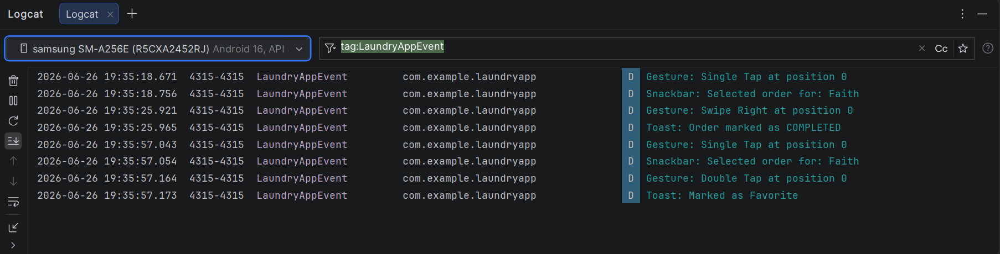 Logcat Logcat
samsung SM-A256E (R5CXA2452RJ) Android 16, API tag:LaundryAppEvent Cc
2026-06-26 19:35:18.671 4315-4315 LaundryAppEvent com.example.laundryapp D Gesture: Single Tap at position 0
2026-06-26 19:35:18.756 4315-4315 LaundryAppEvent com.example.laundryapp D Snackbar: Selected order for: Faith
2026-06-26 19:35:25.921 4315-4315 LaundryAppEvent com.example.laundryapp D Gesture: Swipe Right at position 0
2026-06-26 19:35:25.965 4315-4315 LaundryAppEvent com.example.laundryapp D Toast: Order marked as COMPLETED
2026-06-26 19:35:57.043 4315-4315 LaundryAppEvent com.example.laundryapp D Gesture: Single Tap at position 0
2026-06-26 19:35:57.054 4315-4315 LaundryAppEvent com.example.laundryapp D Snackbar: Selected order for: Faith
2026-06-26 19:35:57.164 4315-4315 LaundryAppEvent com.example.laundryapp D Gesture: Double Tap at position 0
2026-06-26 19:35:57.173 4315-4315 LaundryAppEvent com.example.laundryapp D Toast: Marked as Favorite